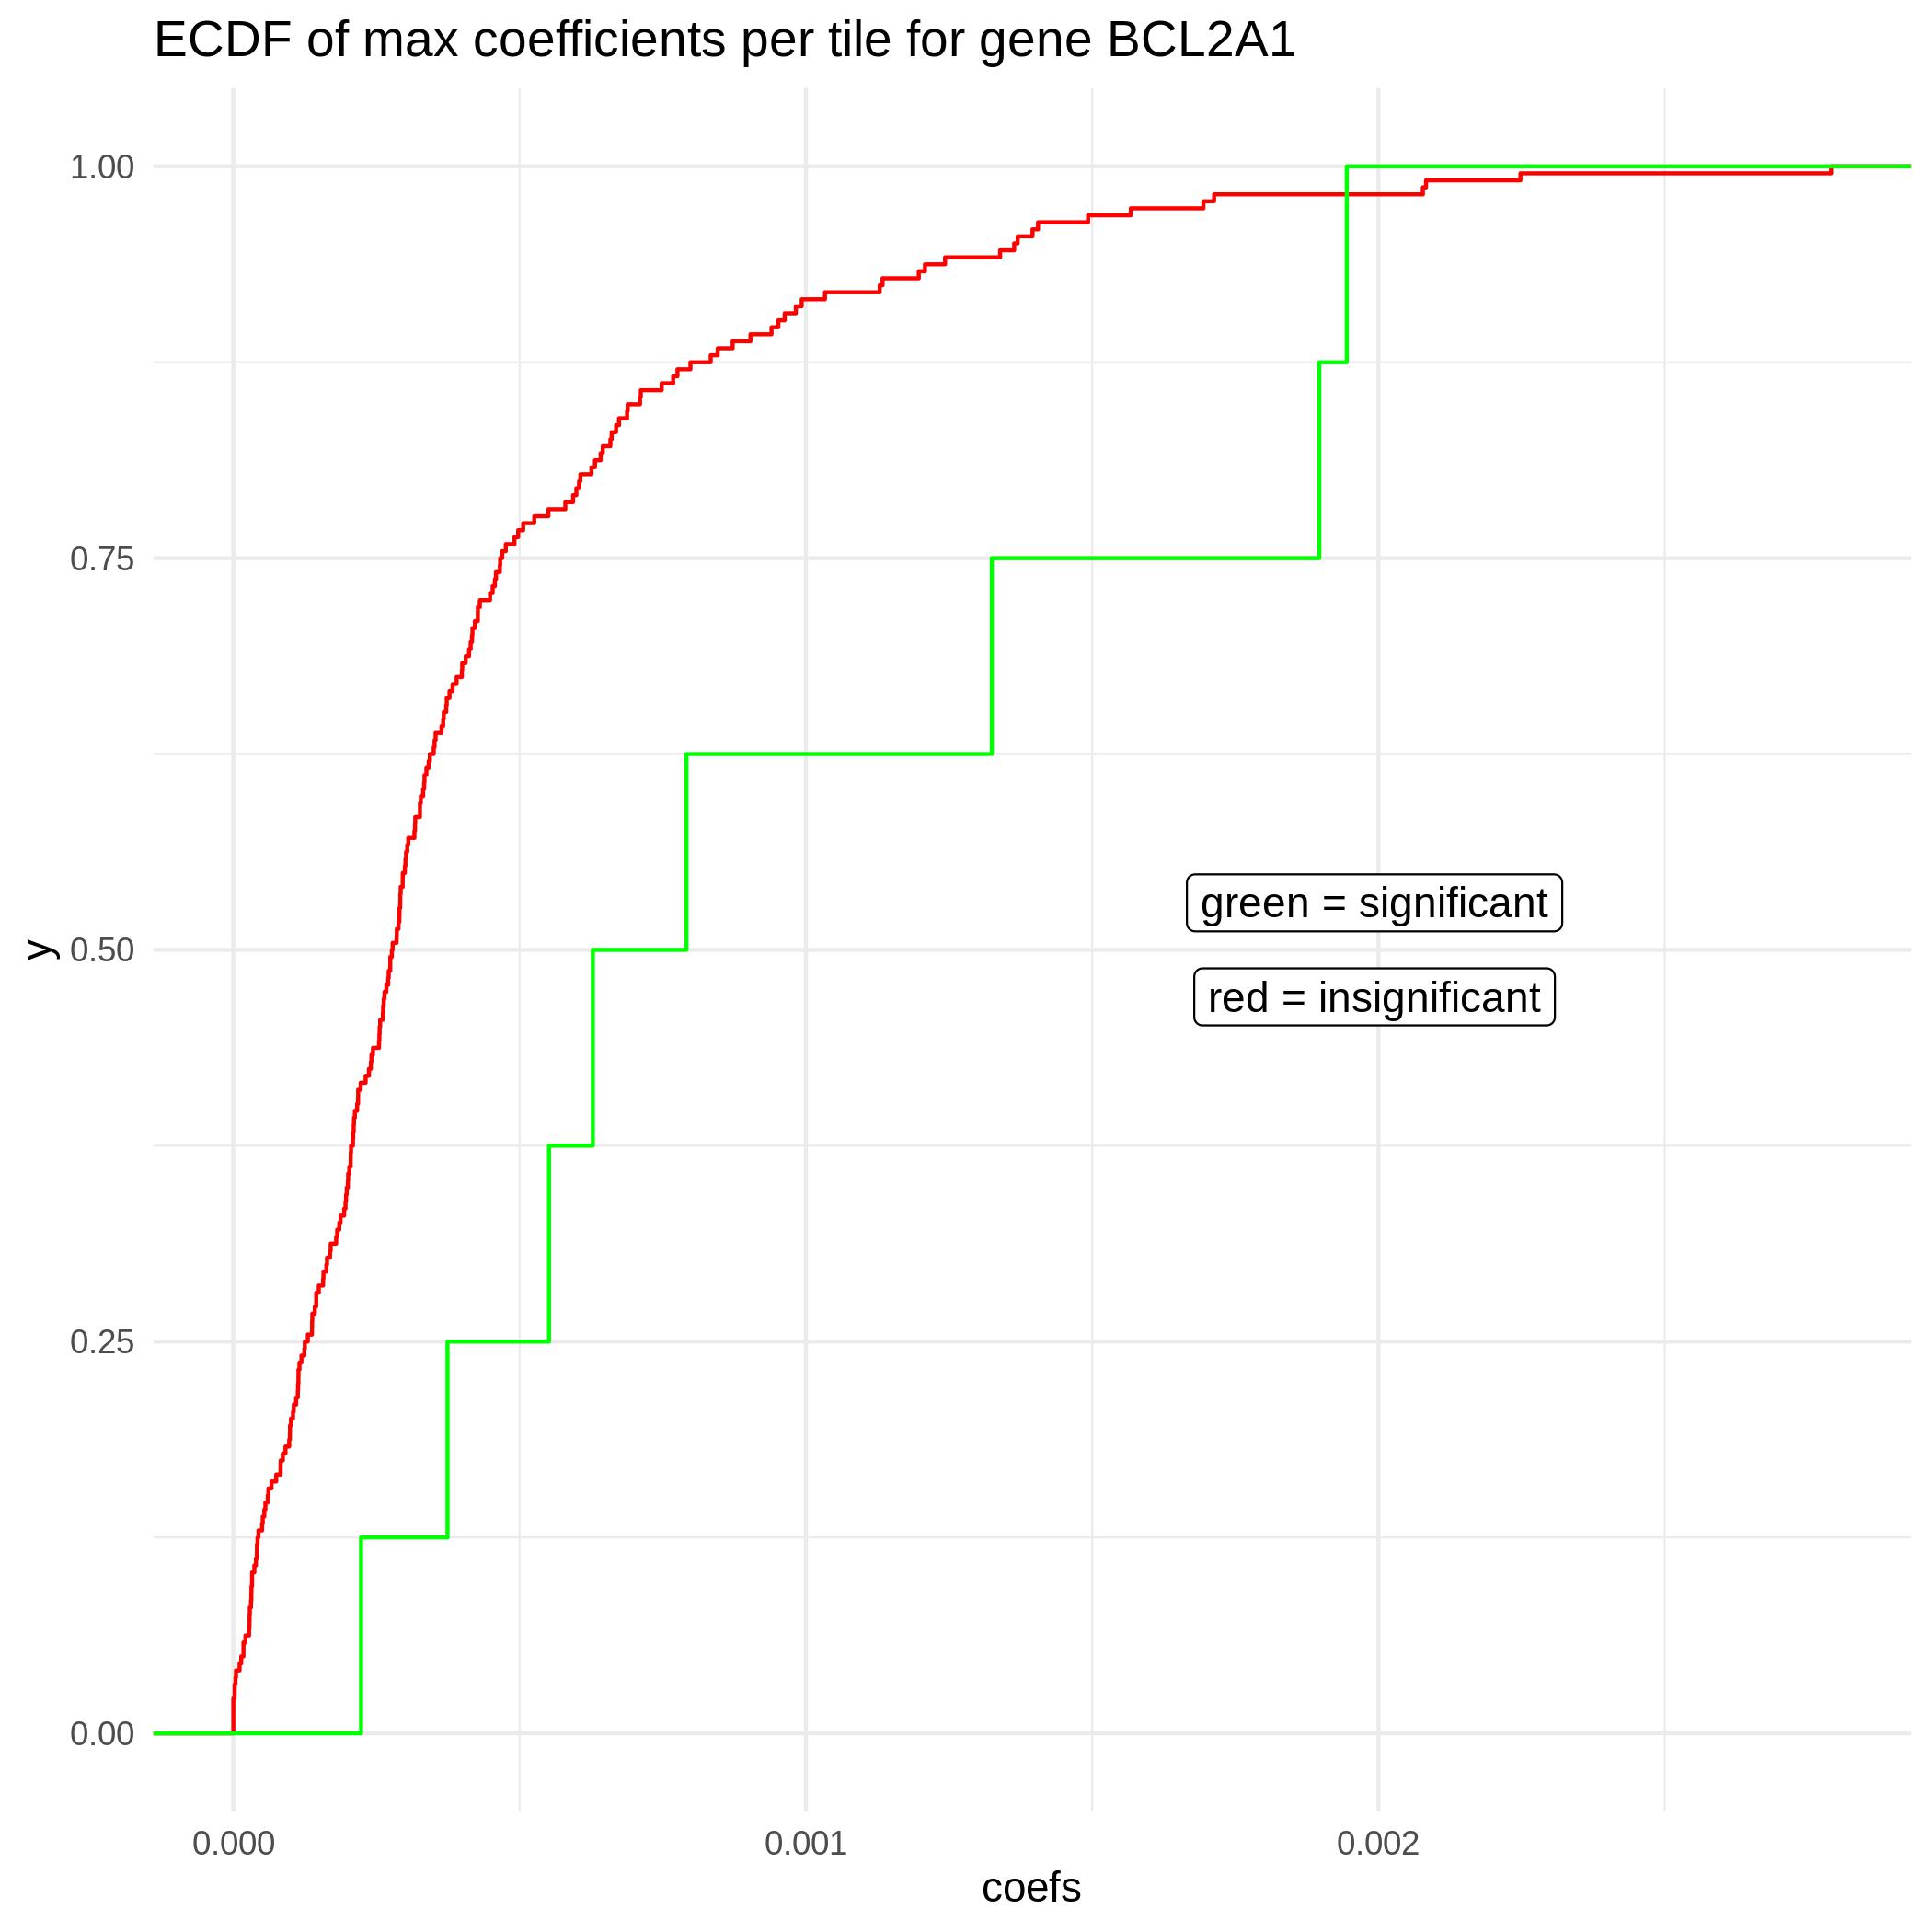 ECDF of max coefficients per tile for gene BCL2A1
1.00
0.75
0.50
0.25
0.00
y
green = significant
red = insignificant
0.000
0.001
0.002
coefs